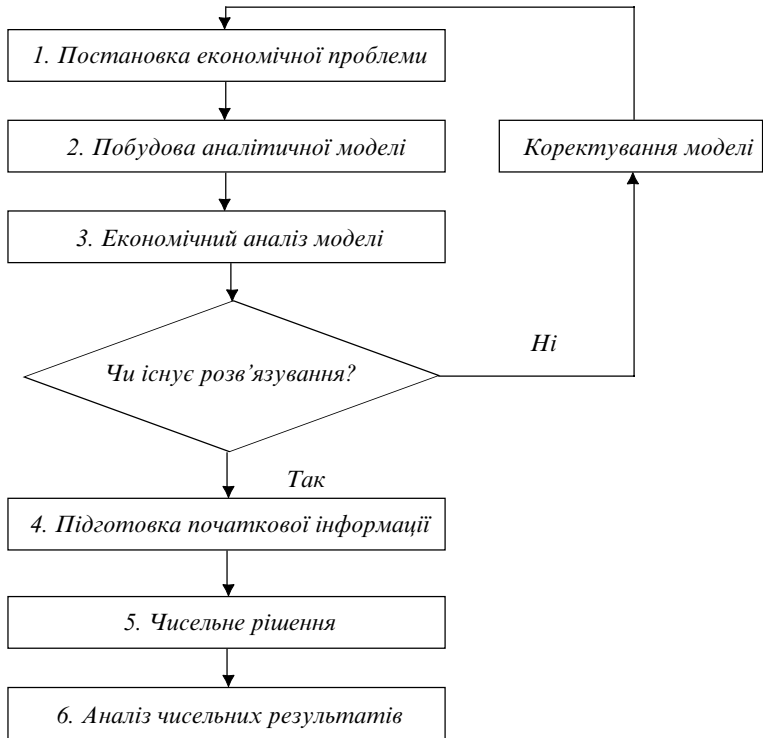 1. Постановка економічної проблеми
2. Побудова аналітичної моделі
Коректування моделі
3. Економічний аналіз моделі
Ні
Чи існує розв’язування?
Так
4. Підготовка початкової інформації
5. Чисельне рішення
6. Аналіз чисельних результатів